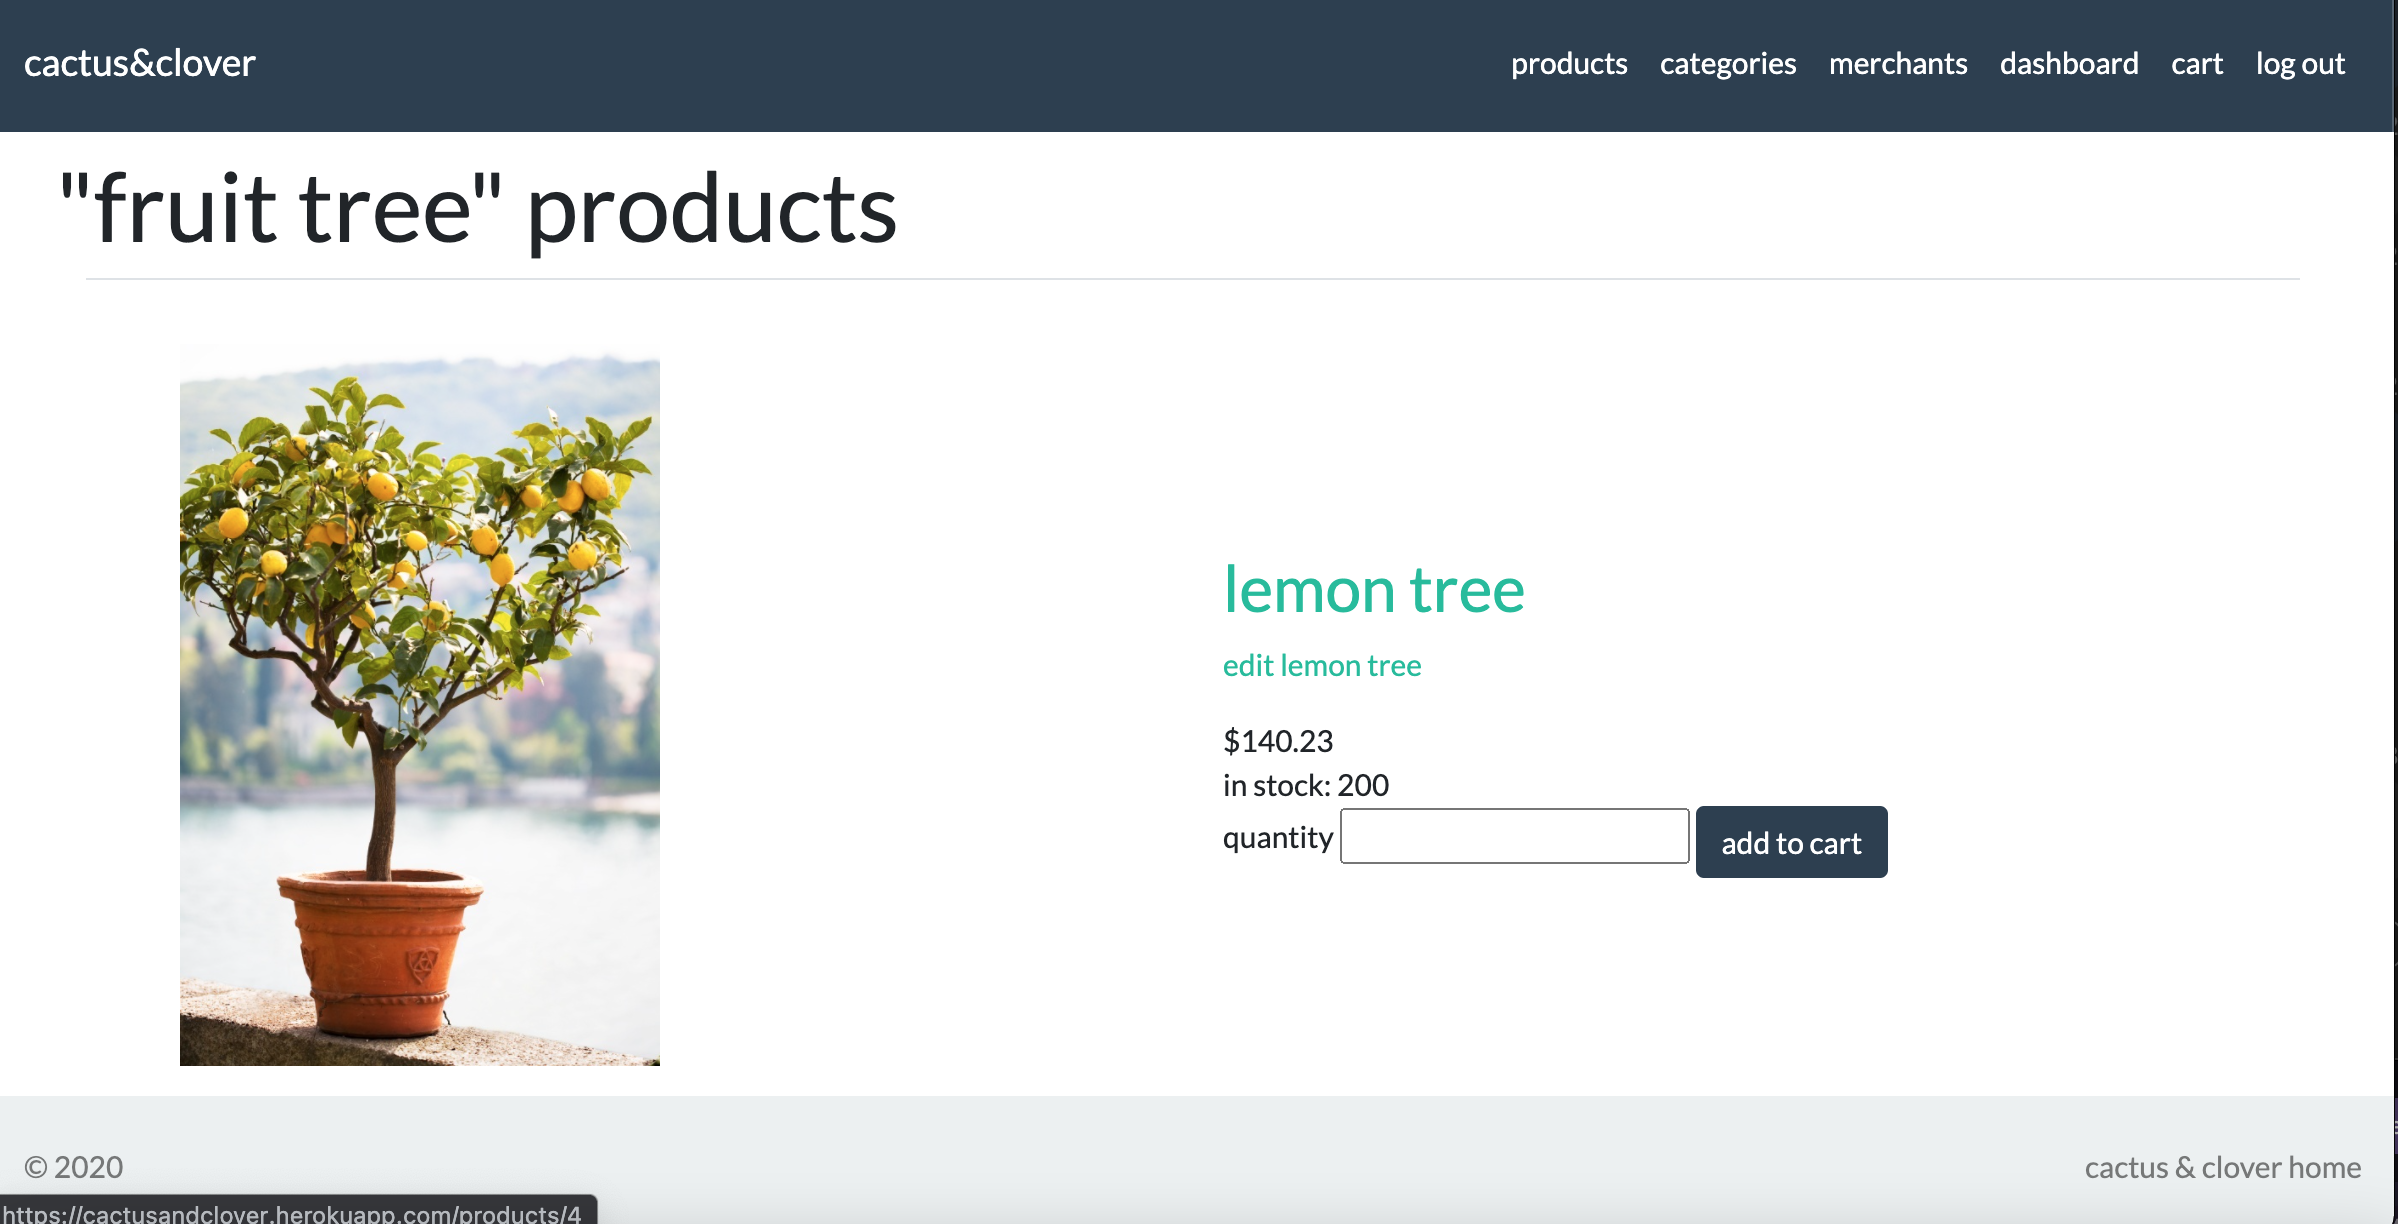 cactus&clover
products categories merchants dashboard cart log out
"fruit tree" products
lemon tree
edit lemon tree
$140.23
in stock: 200
quantity add to cart
© 2020
cactus & clover home
https://cactusandclover.herokuapp.com/products/4